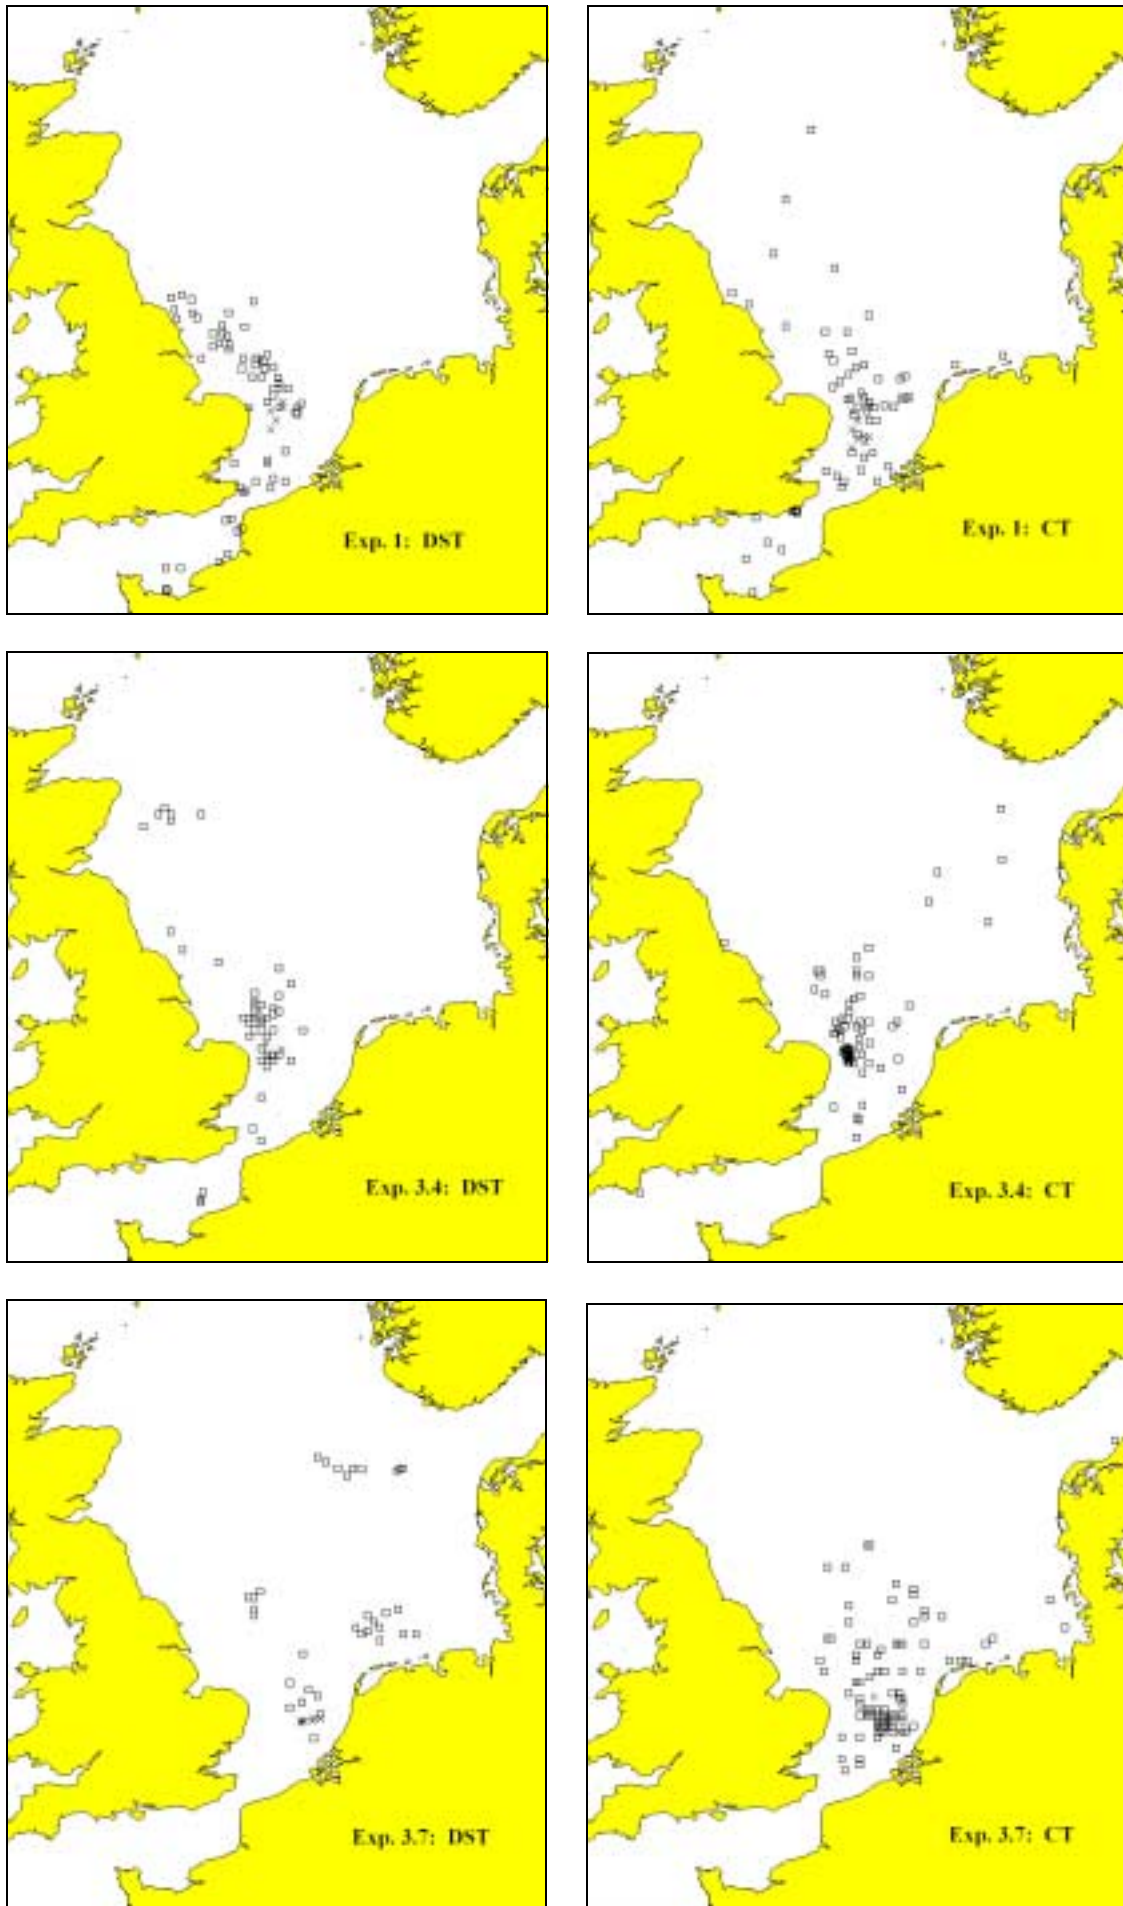 Exp. 1: DST
Exp. 1: CT
Exp. 3.4: DST
Exp. 3.4: CT
Exp. 3.7: DST
Exp. 3.7: CT